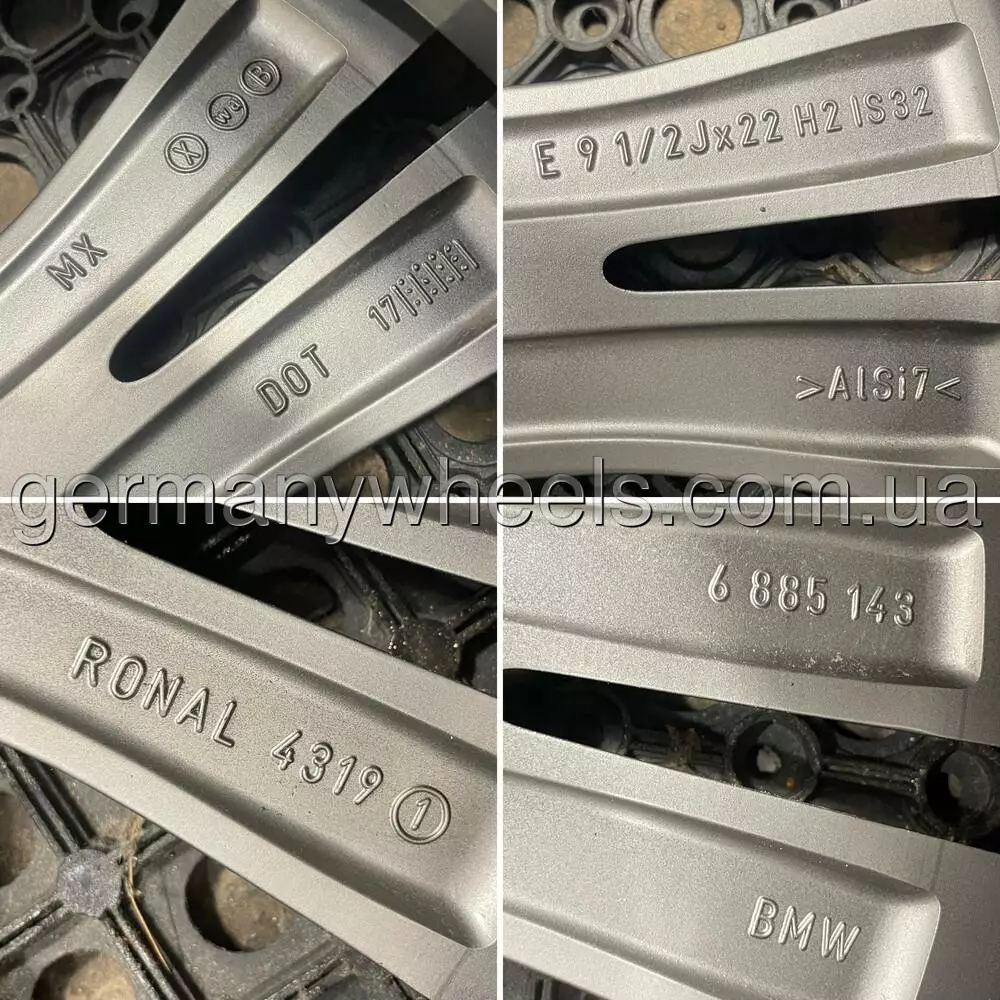 B
wd
X
MX
DOT 17
E 9 1/2Jx22 H2 IS32
>AlSi7<
germanywheels.com.ua
RONAL 4319 1
6 885 143
BMW